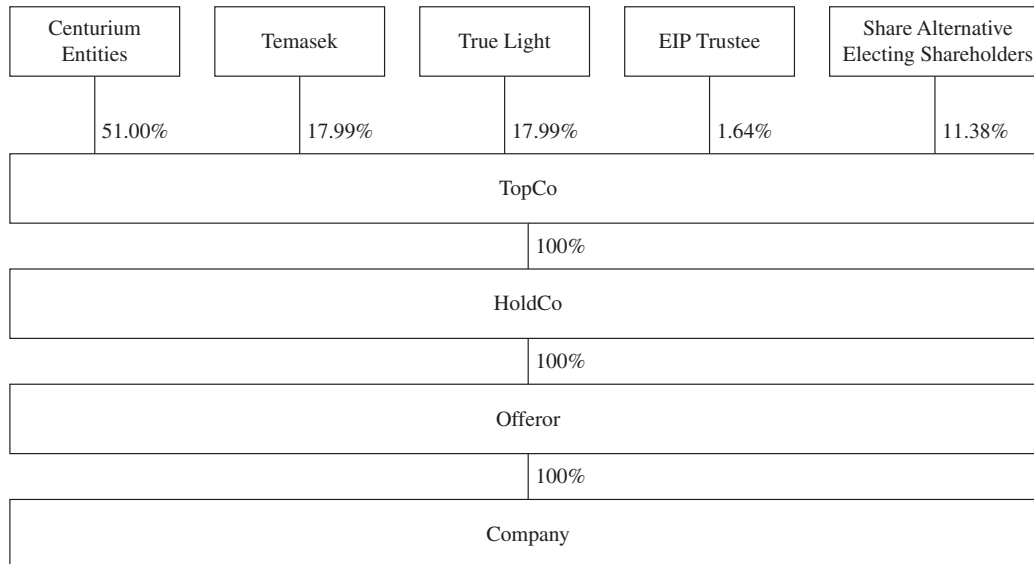 Centurium
Entities
Temasek
True Light
EIP Trustee
Share Alternative
Electing Shareholders
51.00%
17.99%
17.99%
1.64%
11.38%
TopCo
100%
HoldCo
100%
Offeror
100%
Company